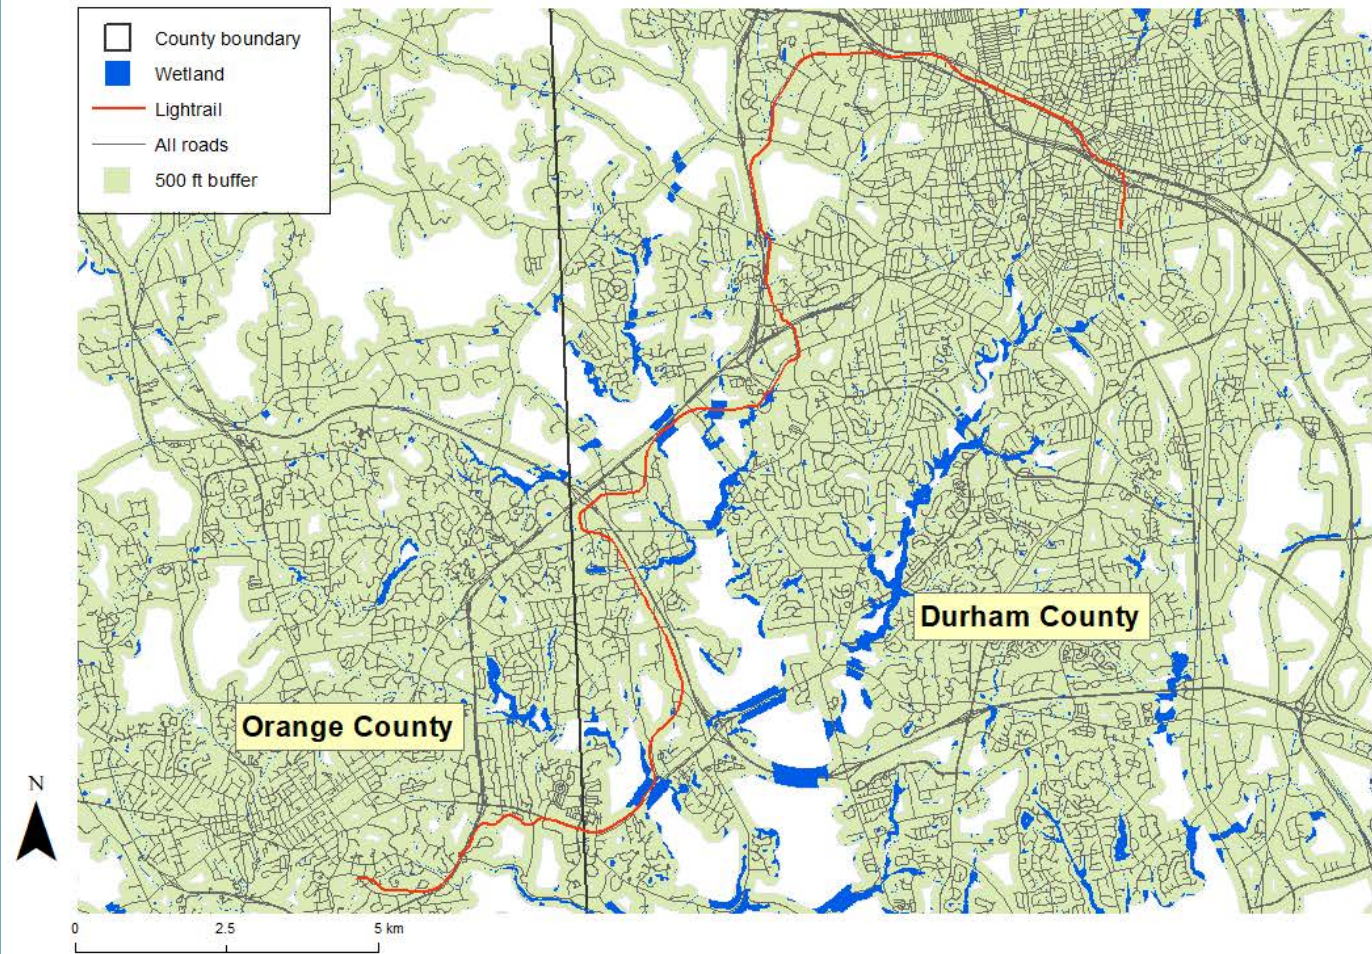 County boundary
Wetland
Lightrail
All roads
500 ft buffer
Durham County
Orange County
N
0 2.5 5 km